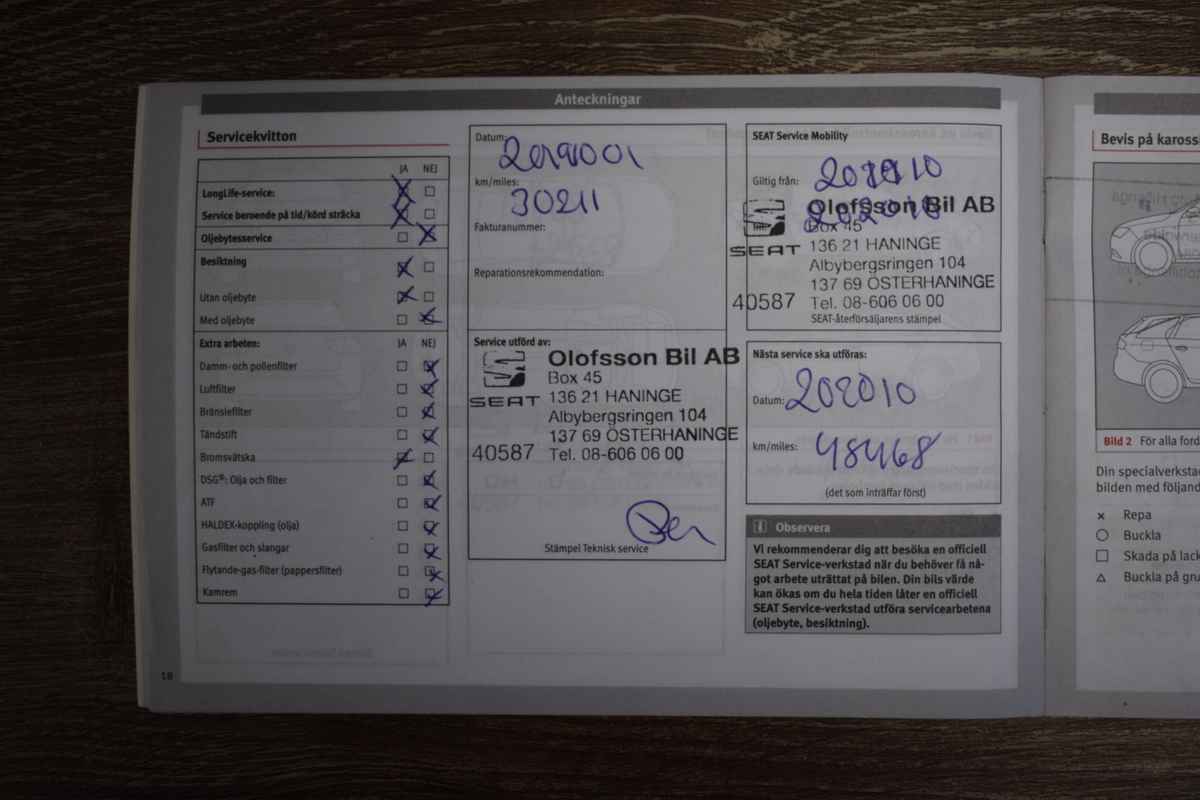 Anteckningar
Servicekvitton
JA NEJ
LongLife-service:
Service beroende på tid/körd sträcka
Oljebytesservice
Besiktning
Utan oljebyte
Med oljebyte
Extra arbeten: JA NEJ
Damm- och pollenfilter
Luftfilter
Bränslefilter
Tändstift
Bromsvätska
DSG®: Olja och filter
ATF
HALDEX-koppling (olja)
Gasfilter och slangar
Flytande-gas-filter (pappersfilter)
Kamrem
18
Datum:
20191001
km/miles:
30211
Fakturanummer:
Reparationsrekommendation:
Service utförd av:
SEAT
Olofsson Bil AB
Box 45
136 21 HANINGE
Albybergsringen 104
137 69 ÖSTERHANINGE
40587 Tel. 08-606 06 00
Stämpel Teknisk service
SEAT Service Mobility
Giltig från: 201910
Olofsson Bil AB
202010
Box 45
SEAT
136 21 HANINGE
Albybergsringen 104
137 69 ÖSTERHANINGE
40587 Tel. 08-606 06 00
SEAT-återförsäljarens stämpel
Nästa service ska utföras:
Datum: 202010
km/miles: 48468
(det som inträffar först)
Observera
Vi rekommenderar dig att besöka en officiell
SEAT Service-verkstad när du behöver få nå-
got arbete uträttat på bilen. Din bils värde
kan ökas om du hela tiden låter en officiell
SEAT Service-verkstad utföra servicearbetena
(oljebyte, besiktning).
Bevis på kaross
Bild 2 För alla ford
Din specialverksta
bilden med följand
Repa
Buckla
Skada på lack
Buckla på gru